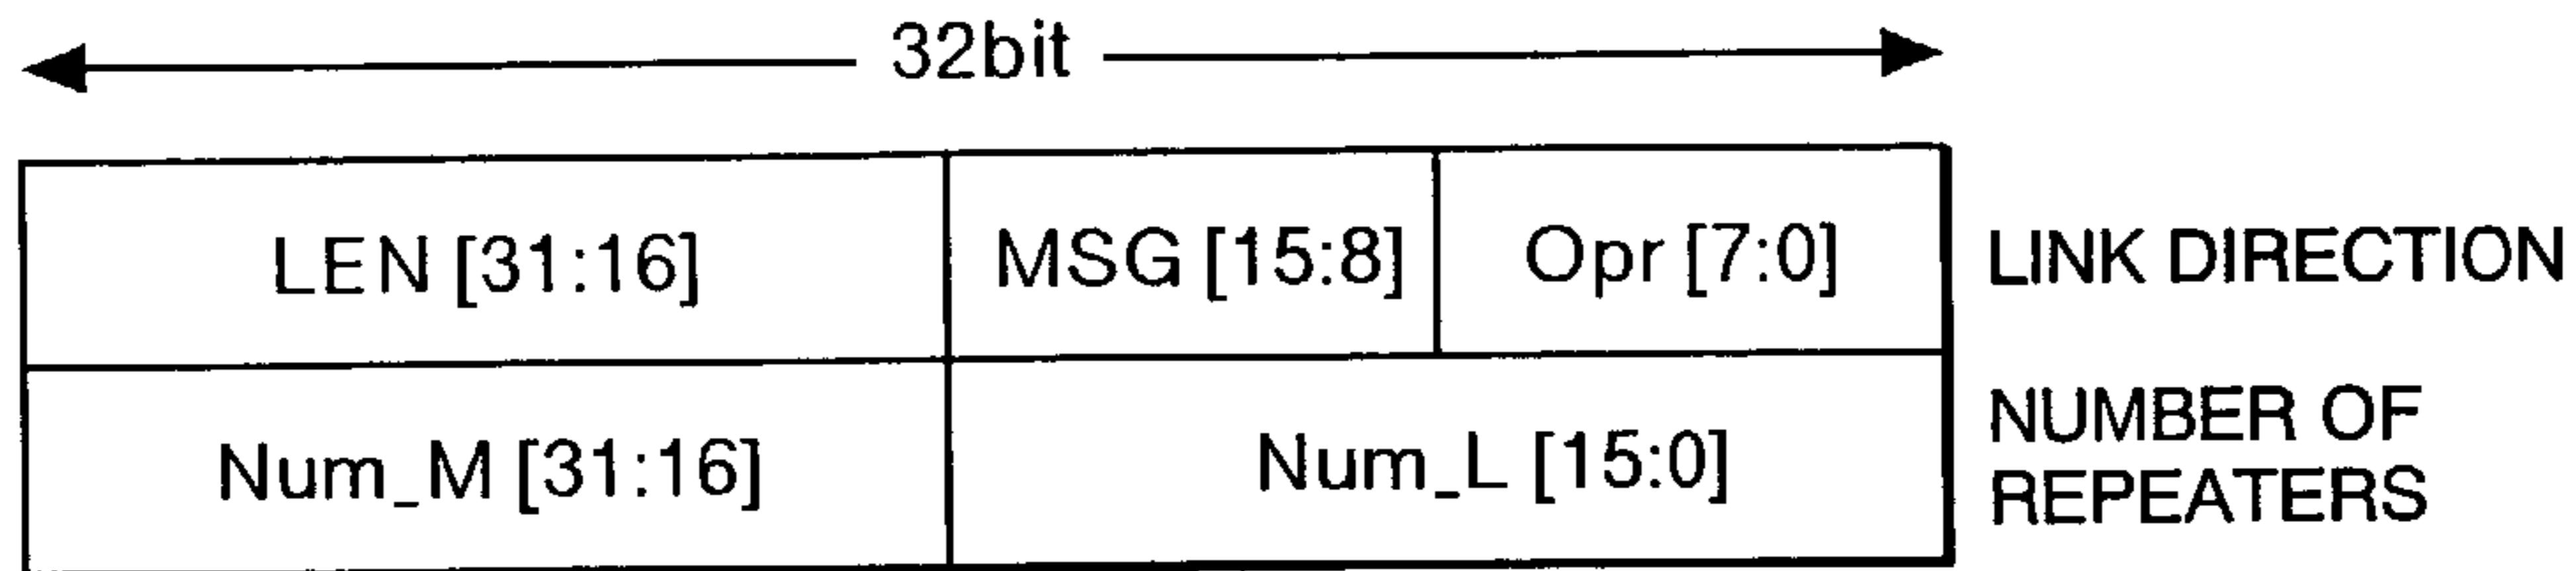 32bit
LEN [31:16] MSG [15:8] Opr [7:0] LINK DIRECTION
Num_M [31:16] Num_L [15:0] NUMBER OF
REPEATERS